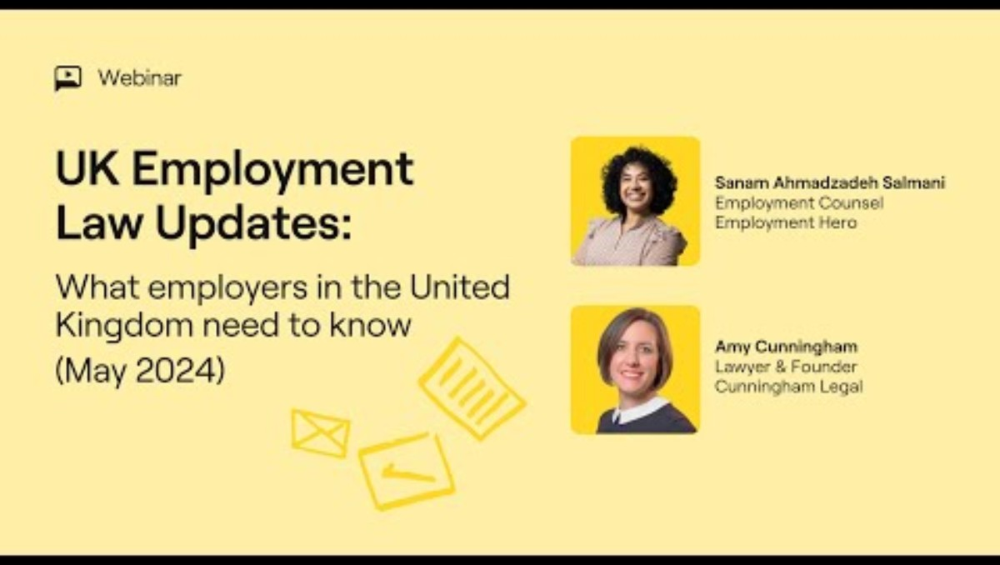 Webinar
UK Employment
Law Updates:
What employers in the United
Kingdom need to know
(May 2024)
Sanam Ahmadzadeh Salmani
Employment Counsel
Employment Hero
Amy Cunningham
Lawyer & Founder
Cunningham Legal